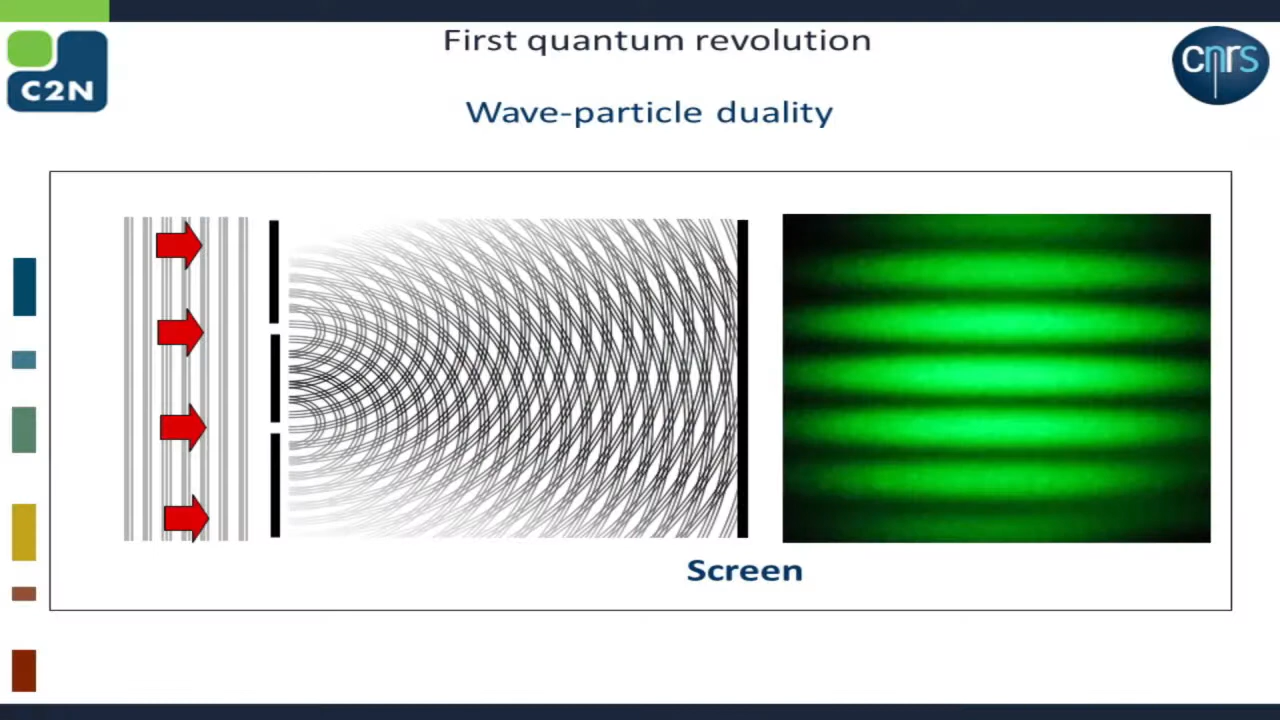 First quantum revolution
C2N
cnrs
Wave-particle duality
Screen